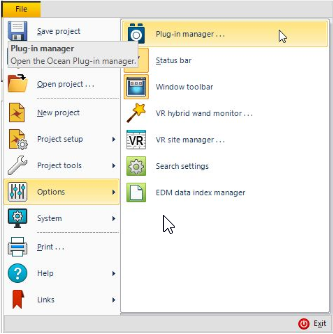 File
Save project
Plug-in manager
Open the Ocean Plug-in manager.
Open project . . .
New project
Project setup
Project tools
Options
System
Print . . .
Help
Links
Plug-in manager . . .
Status bar
Window toolbar
VR hybrid wand monitor . . .
VR
VR site manager . . .
Search settings
EDM data index manager
Exit